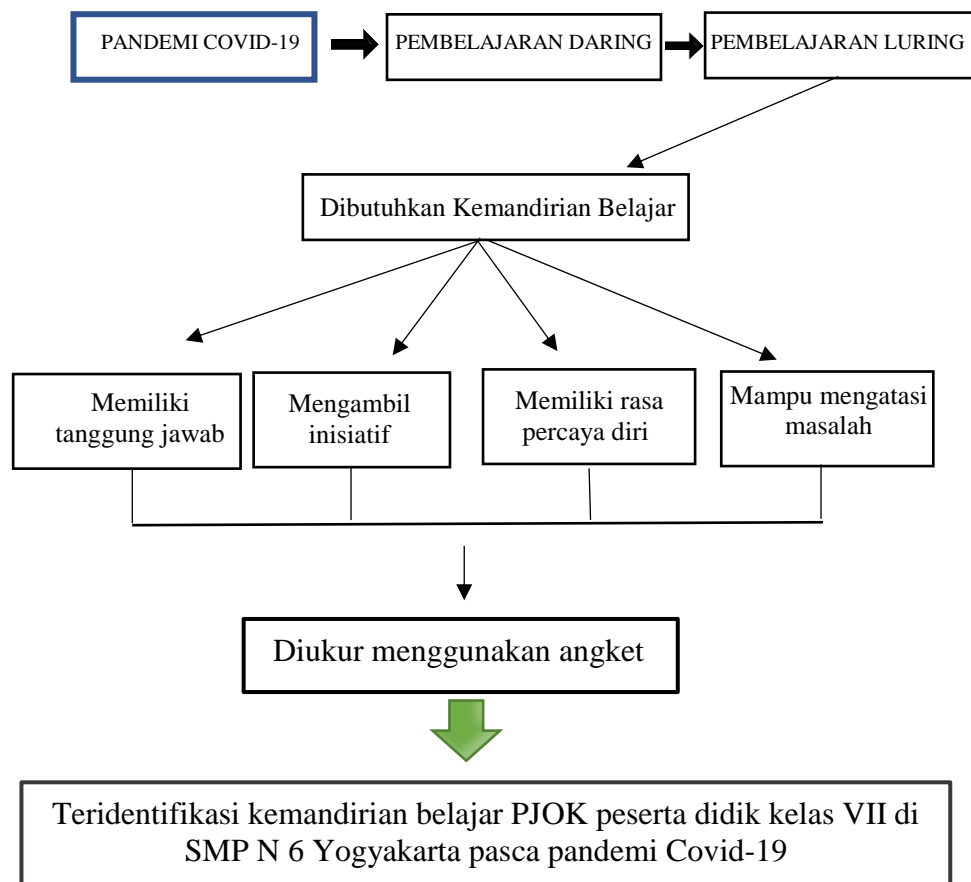 PANDEMI COVID-19
PEMBELAJARAN DARING
PEMBELAJARAN LURING
Dibutuhkan Kemandirian Belajar
Memiliki
tanggung jawab
Mengambil
inisiatif
Memiliki rasa
percaya diri
Mampu mengatasi
masalah
Diukur menggunakan angket
Teridentifikasi kemandirian belajar PJOK peserta didik kelas VII di
SMP N 6 Yogyakarta pasca pandemi Covid-19